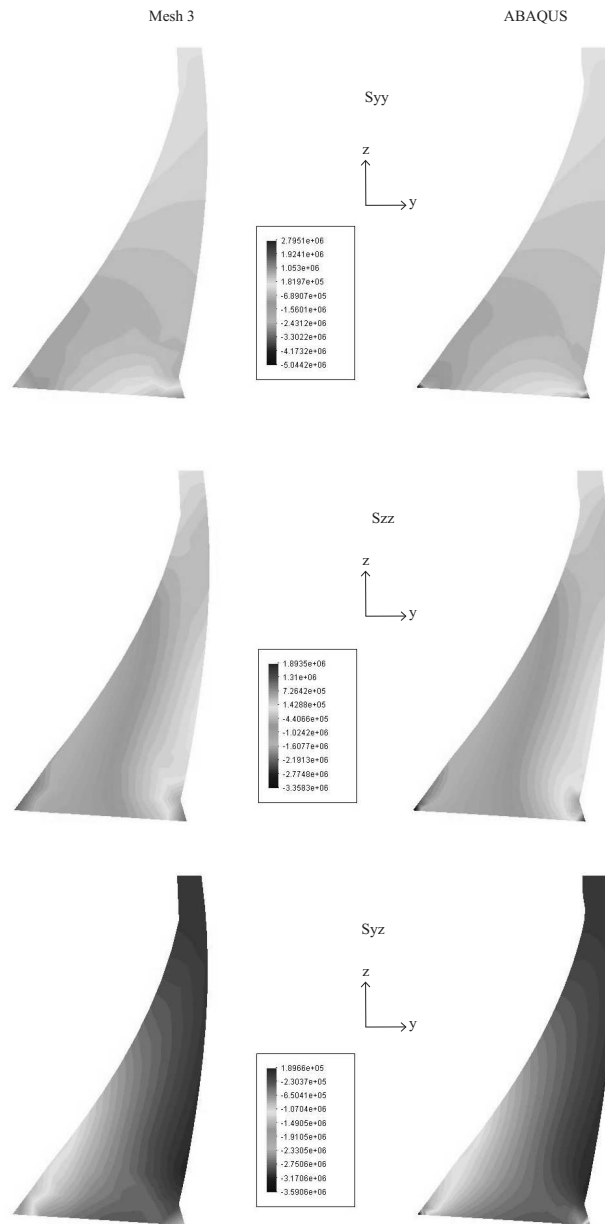 Mesh 3
ABAQUS
Syy
z
y
2.7951e+06
1.9241e+06
1.053e+06
1.8197e+05
-6.8907e+05
-1.5601e+06
-2.4312e+06
-3.3022e+06
-4.1732e+06
-5.0442e+06
Szz
z
y
1.8935e+06
1.31e+06
7.2642e+05
1.4288e+05
-4.4066e+05
-1.0242e+06
-1.6077e+06
-2.1913e+06
-2.7748e+06
-3.3583e+06
Syz
z
y
1.8966e+05
-2.3037e+05
-6.5041e+05
-1.0704e+06
-1.4905e+06
-1.9105e+06
-2.3305e+06
-2.7506e+06
-3.1706e+06
-3.5906e+06